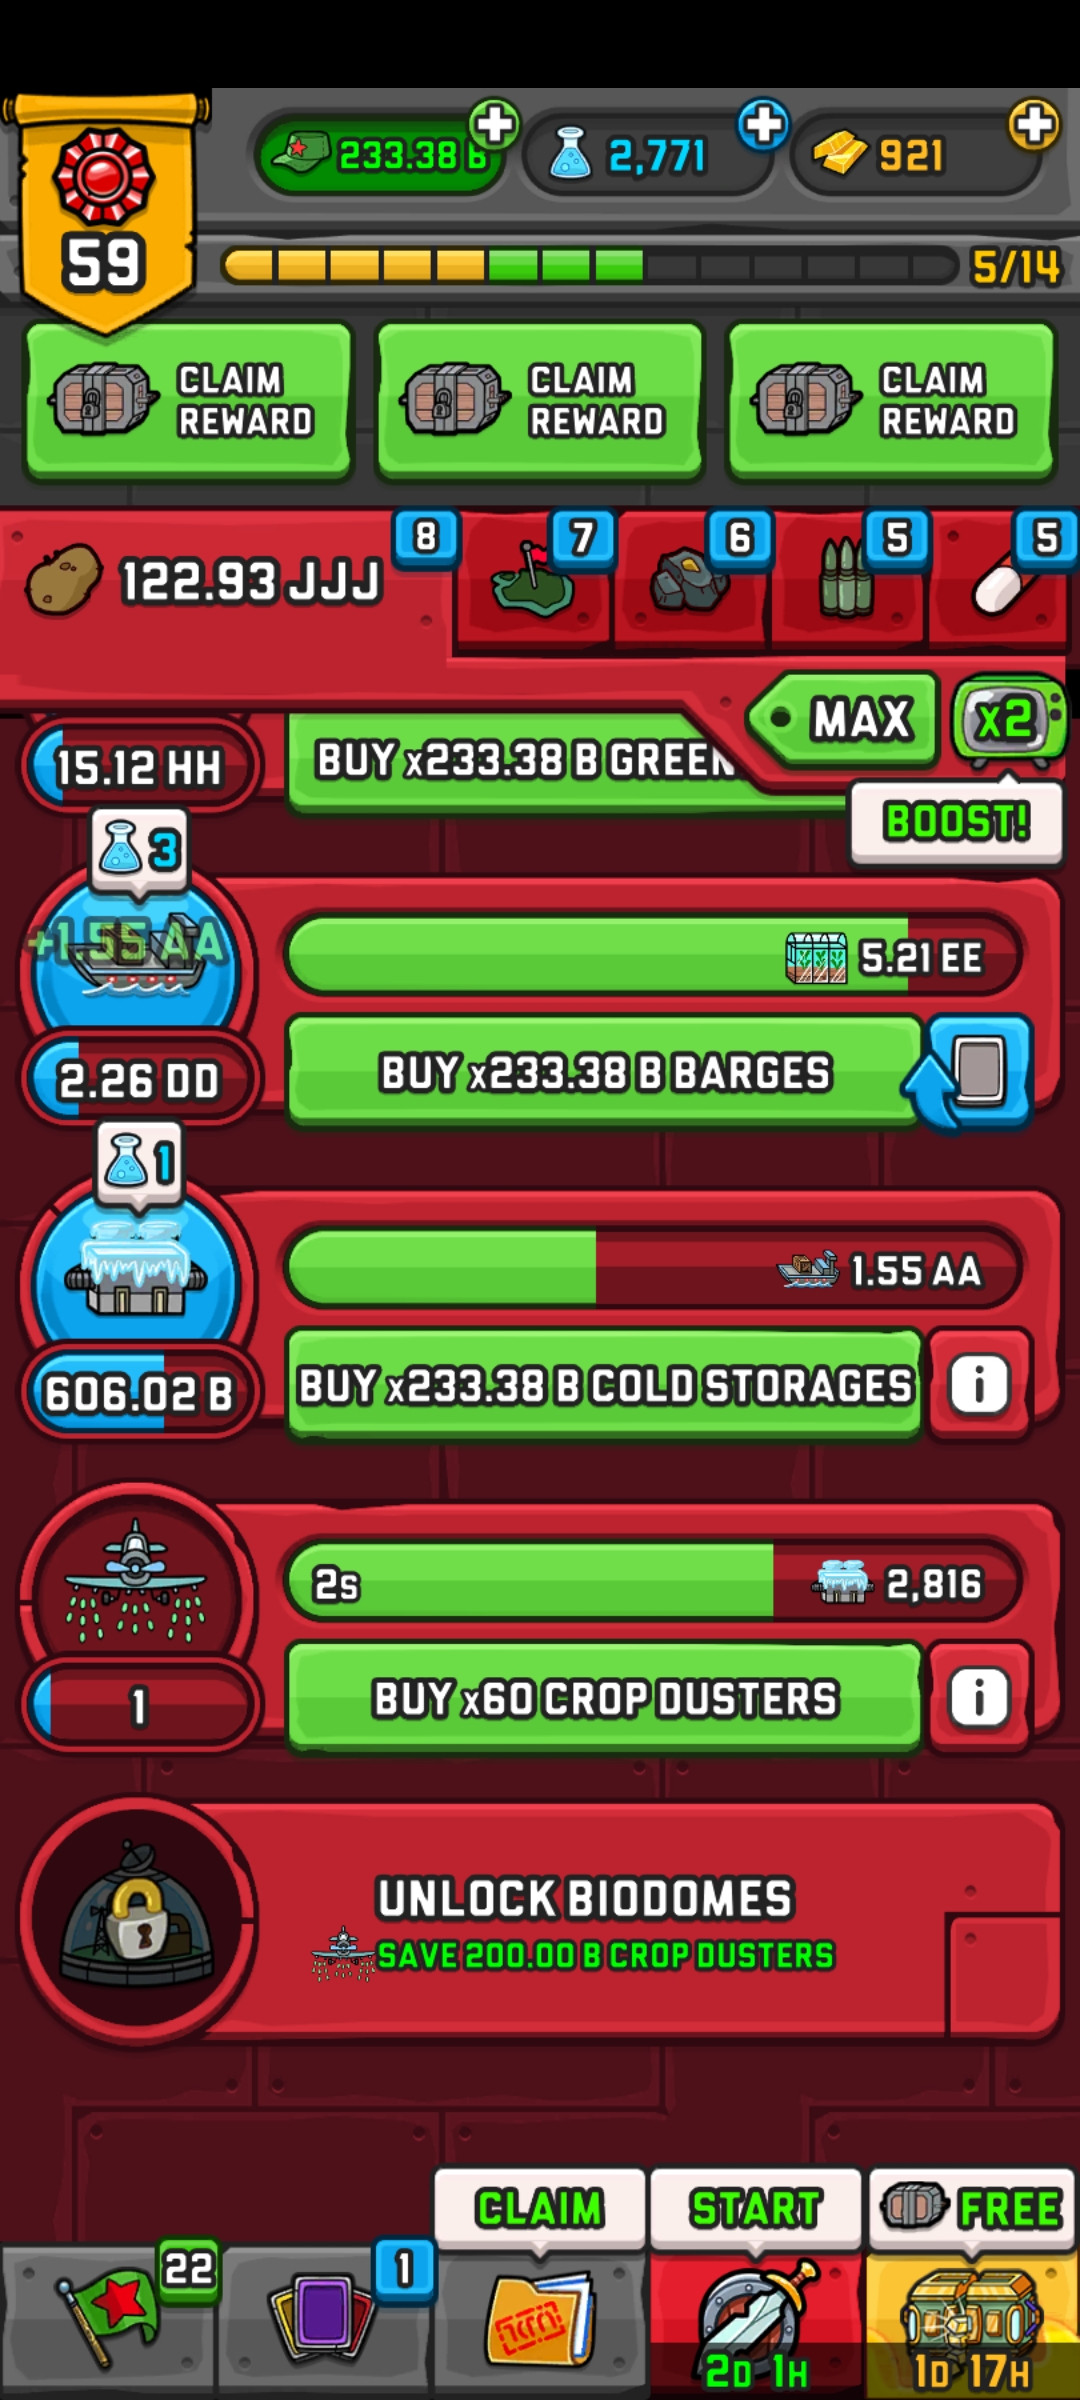 233.38 B
2,771
921
59
5/14
CLAIM REWARD
CLAIM REWARD
CLAIM REWARD
122.93 JJJ
8
7
6
5
5
MAX
x2
BOOST!
15.12 HH
BUY x233.38 B GREEN
3
+1.55 AA
5.21 EE
2.26 DD
BUY x233.38 B BARGES
1
1.55 AA
606.02 B
BUY x233.38 B COLD STORAGES
i
2s
2,816
1
BUY x60 CROP DUSTERS
i
UNLOCK BIODOMES
SAVE 200.00 B CROP DUSTERS
CLAIM
START
FREE
22
1
2D 1H
1D 17H